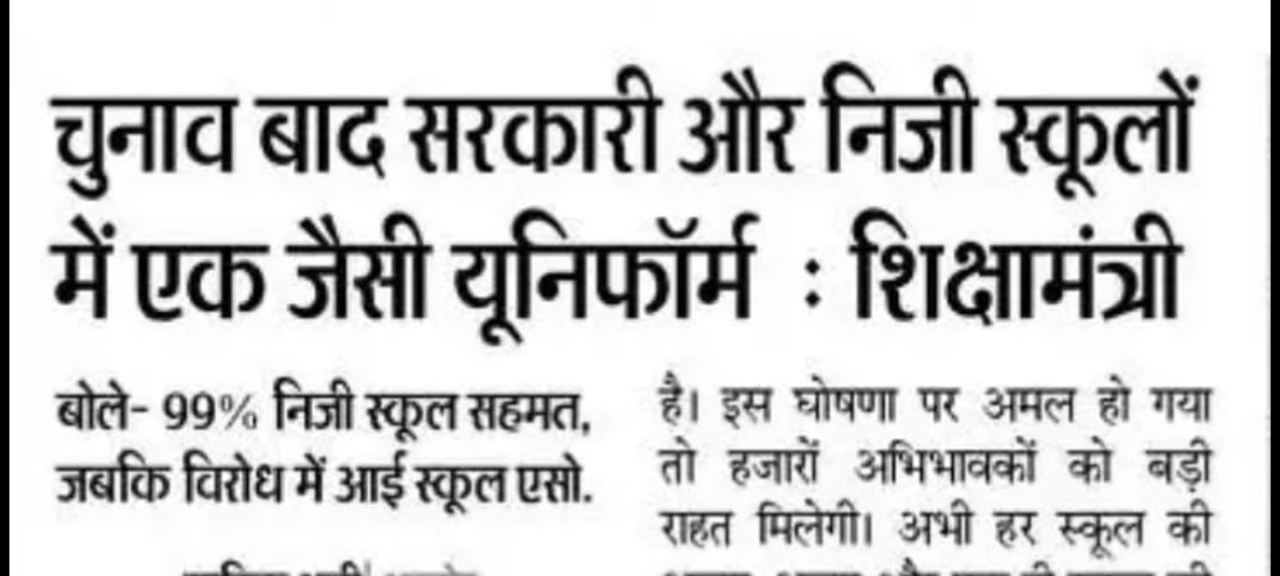 चुनाव बाद सरकारी और निजी स्कूलों
में एक जैसी यूनिफॉर्म : शिक्षामंत्री
बोले- 99% निजी स्कूल सहमत,
जबकि विरोध में आई स्कूल एसो.
है। इस घोषणा पर अमल हो गया
तो हजारों अभिभावकों को बड़ी
राहत मिलेगी। अभी हर स्कूल की